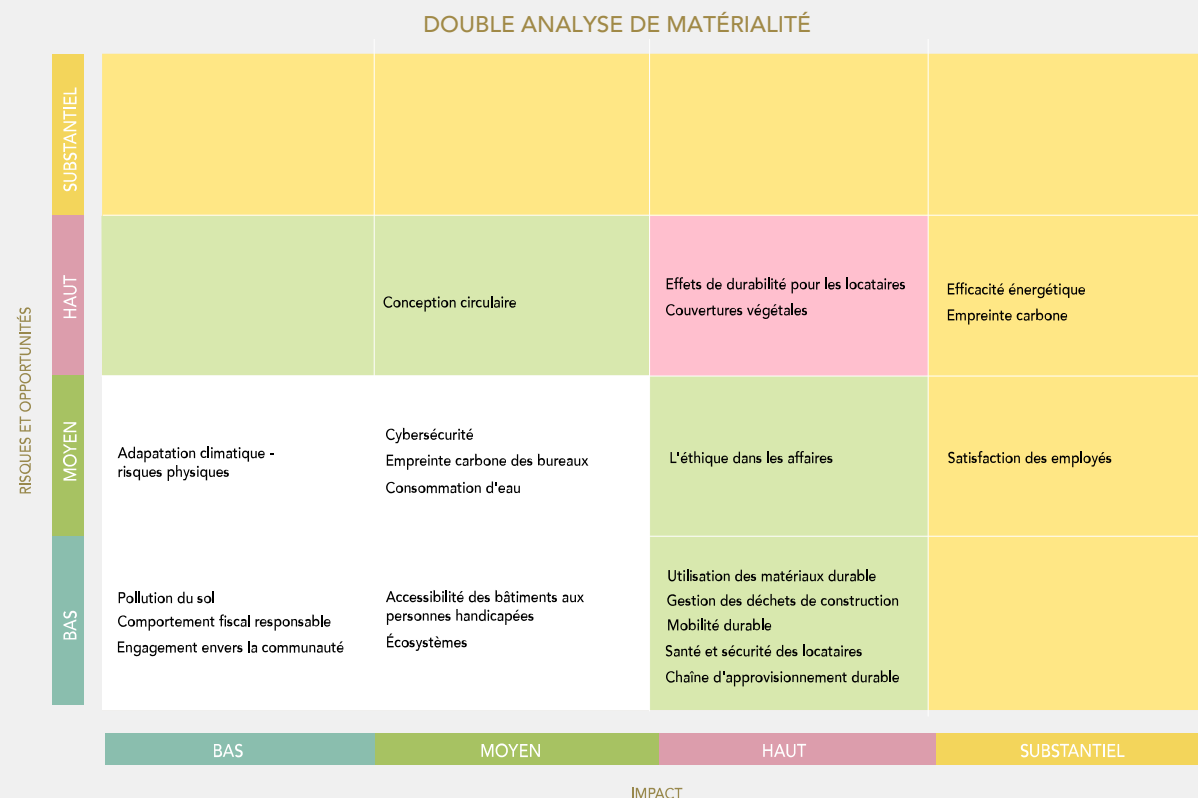 DOUBLE ANALYSE DE MATÉRIALITÉ
RISQUES ET OPPORTUNITÉS
SUBSTANTIEL
HAUT
Conception circulaire
Effets de durabilité pour les locataires
Couvertures végétales
Efficacité énergétique
Empreinte carbone
MOYEN
Adapatation climatique -
risques physiques
Cybersécurité
Empreinte carbone des bureaux
Consommation d'eau
L'éthique dans les affaires
Satisfaction des employés
BAS
Pollution du sol
Comportement fiscal responsable
Engagement envers la communauté
Accessibilité des bâtiments aux
personnes handicapées
Écosystèmes
Utilisation des matériaux durable
Gestion des déchets de construction
Mobilité durable
Santé et sécurité des locataires
Chaîne d'approvisionnement durable
BAS
MOYEN
HAUT
SUBSTANTIEL
IMPACT